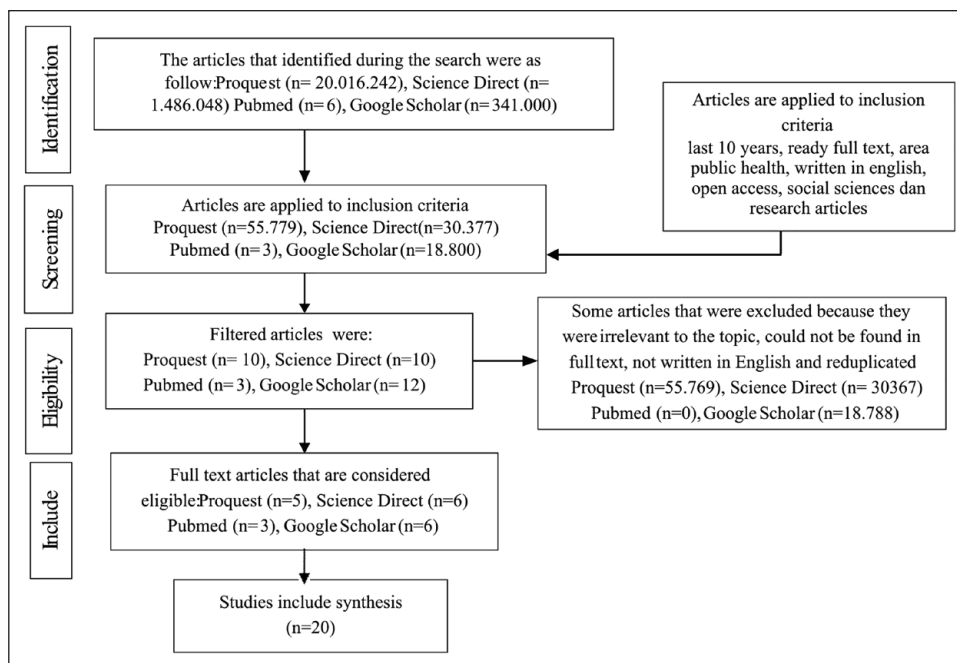 Identification
The articles that identified during the search were as
follow:Proquest (n= 20.016.242), Science Direct (n=
1.486.048) Pubmed (n=6), Google Scholar (n=341.000)
Articles are applied to inclusion
criteria
last 10 years, ready full text, area
public health, written in english,
open access, social sciences dan
research articles
Screening
Articles are applied to inclusion criteria
Proquest (n=55.779), Science Direct(n=30.377)
Pubmed (n=3), Google Scholar (n=18.800)
Eligibility
Filtered articles were:
Proquest (n= 10), Science Direct (n=10)
Pubmed (n=3), Google Scholar (n=12)
Some articles that were excluded because they
were irrelevant to the topic, could not be found in
full text, not written in English and reduplicated
Proquest (n=55.769), Science Direct (n= 30367)
Pubmed (n=0), Google Scholar (n=18.788)
Include
Full text articles that are considered
eligible:Proquest (n=5), Science Direct (n=6)
Pubmed (n=3), Google Scholar (n=6)
Studies include synthesis
(n=20)